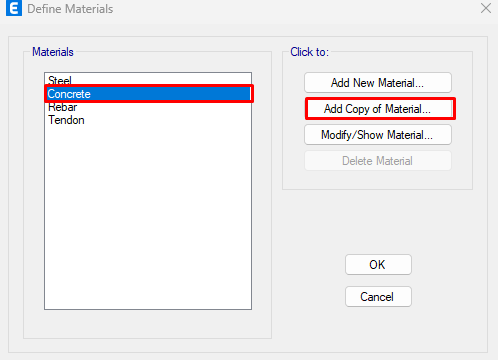 E Define Materials
Materials
Steel
Concrete
Rebar
Tendon
Click to:
Add New Material...
Add Copy of Material...
Modify/Show Material...
Delete Material
OK
Cancel